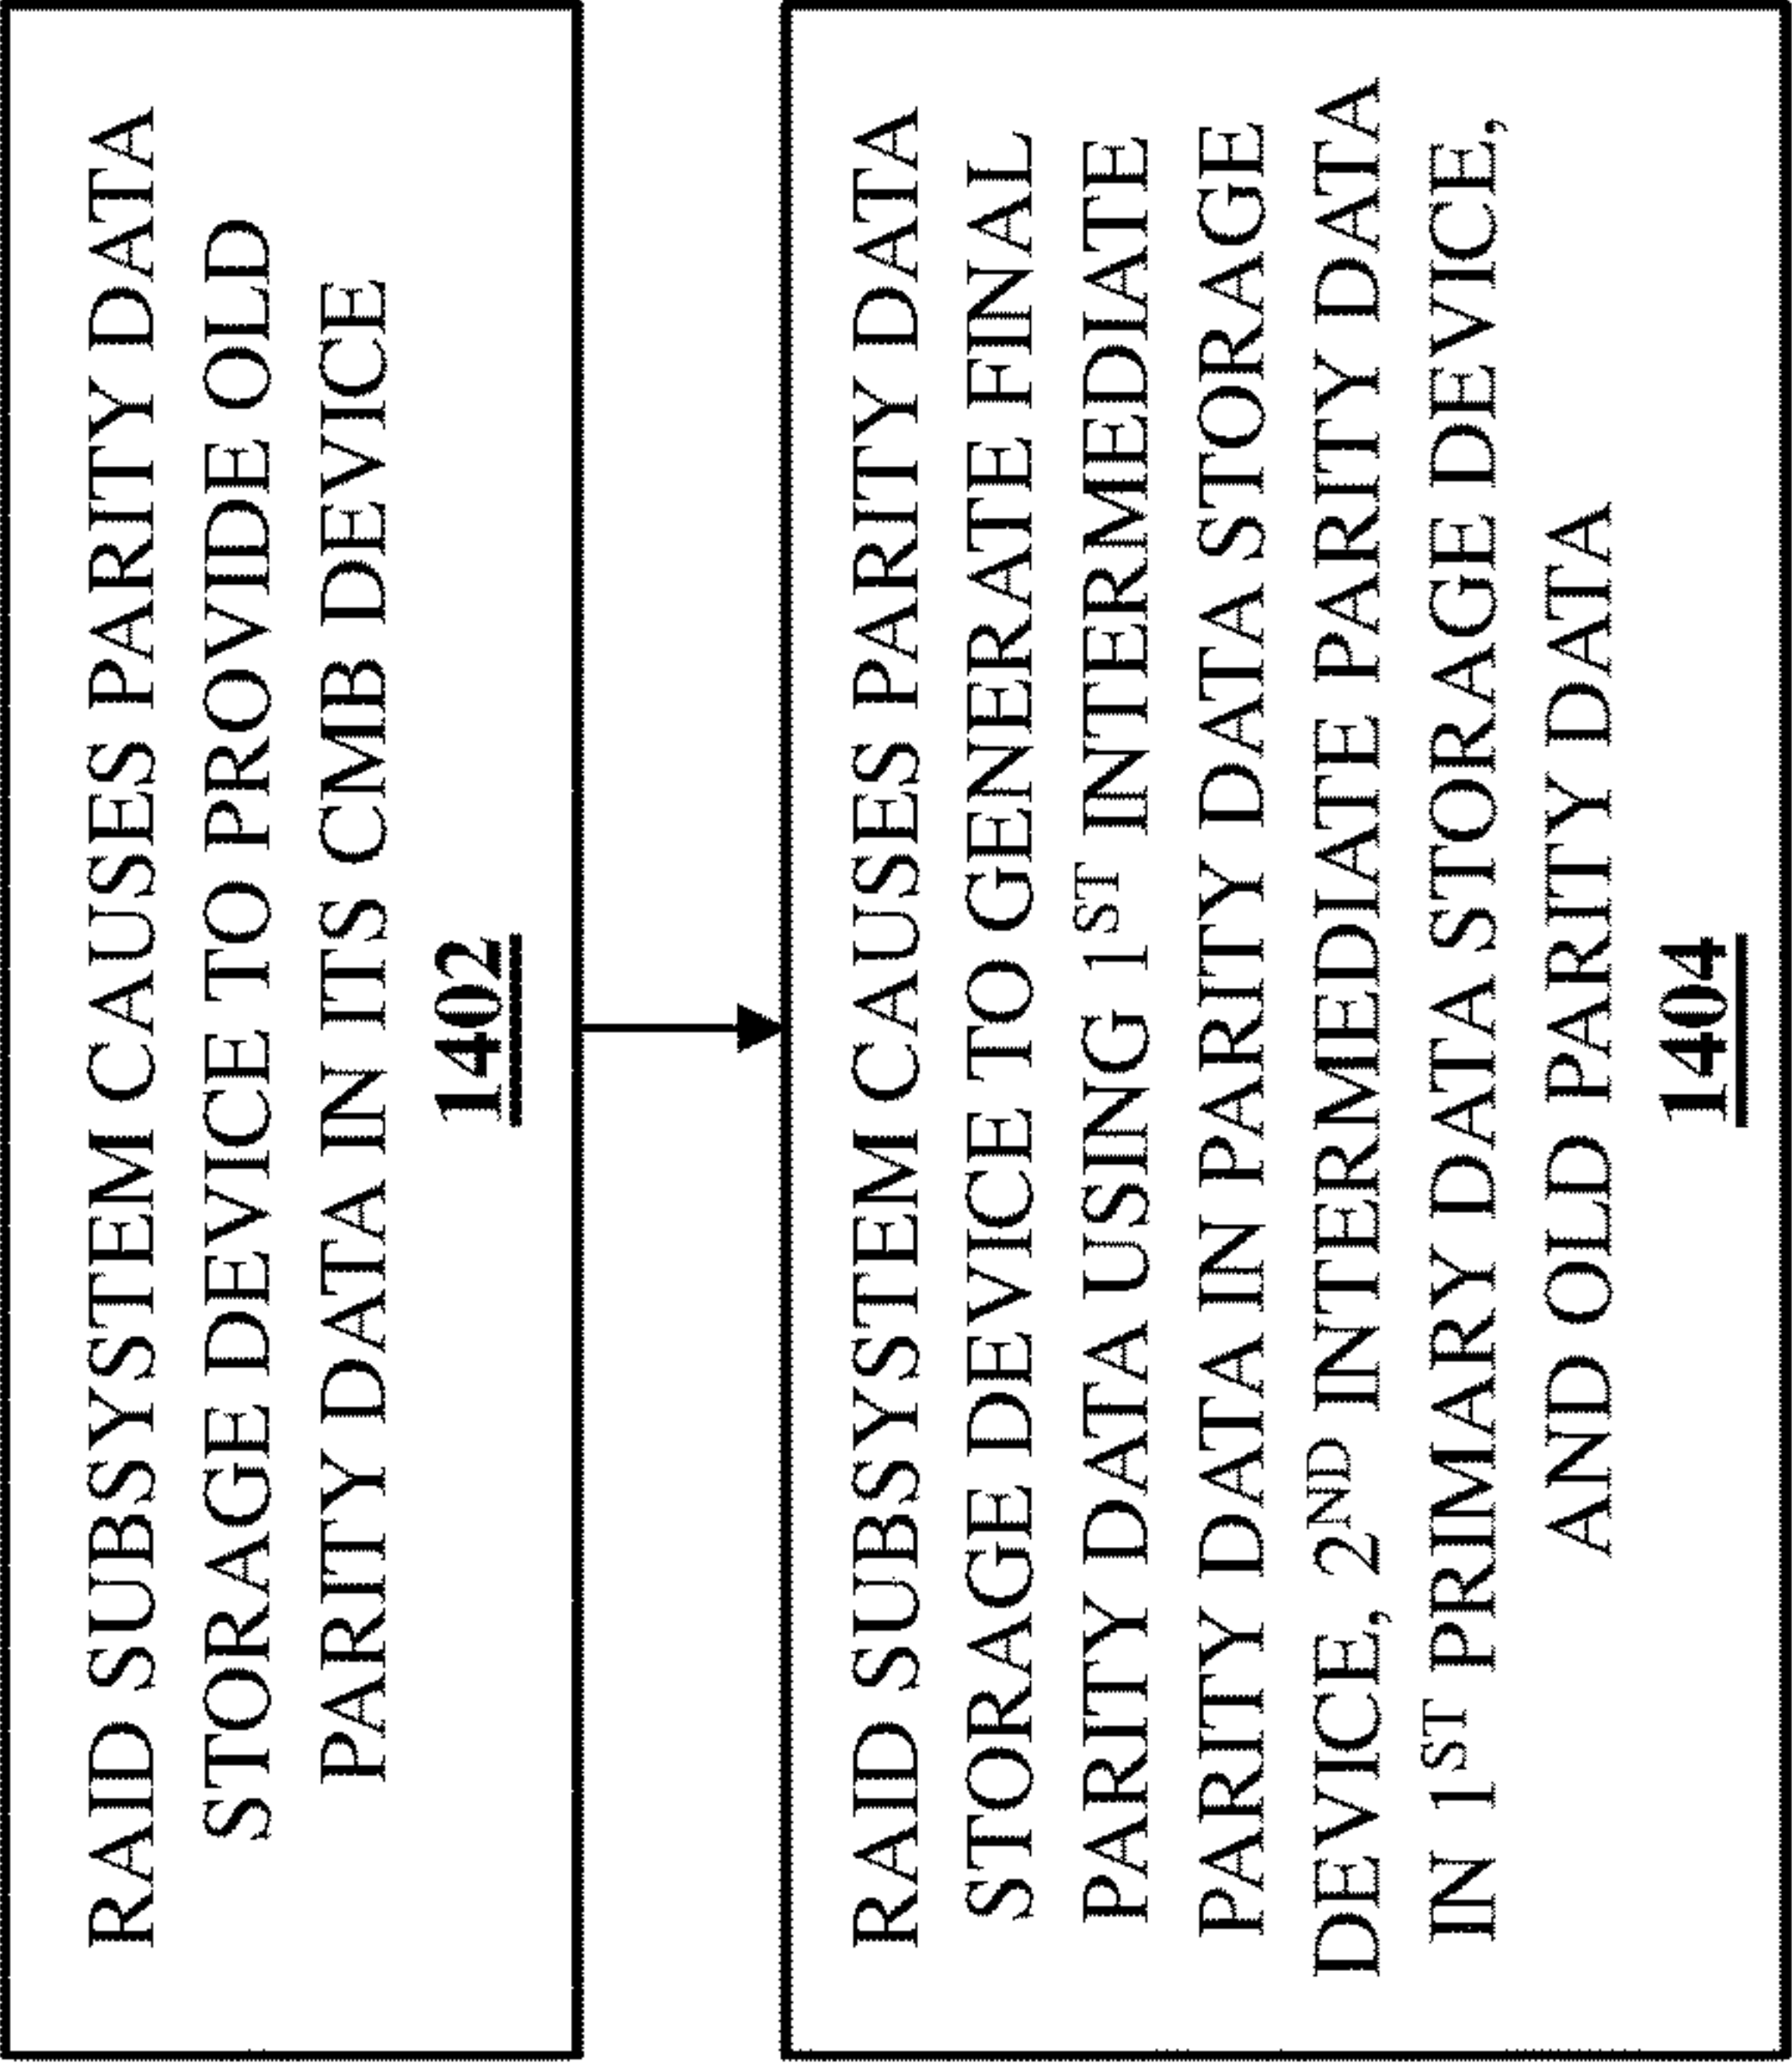 RAID SUBSYSTEM CAUSES PARITY DATA
STORAGE DEVICE TO PROVIDE OLD
PARITY DATA IN ITS CMB DEVICE
1402
RAID SUBSYSTEM CAUSES PARITY DATA
STORAGE DEVICE TO GENERATE FINAL
PARITY DATA USING 1ST INTERMEDIATE
PARITY DATA IN PARITY DATA STORAGE
DEVICE, 2ND INTERMEDIATE PARITY DATA
IN 1ST PRIMARY DATA STORAGE DEVICE,
AND OLD PARITY DATA
1404